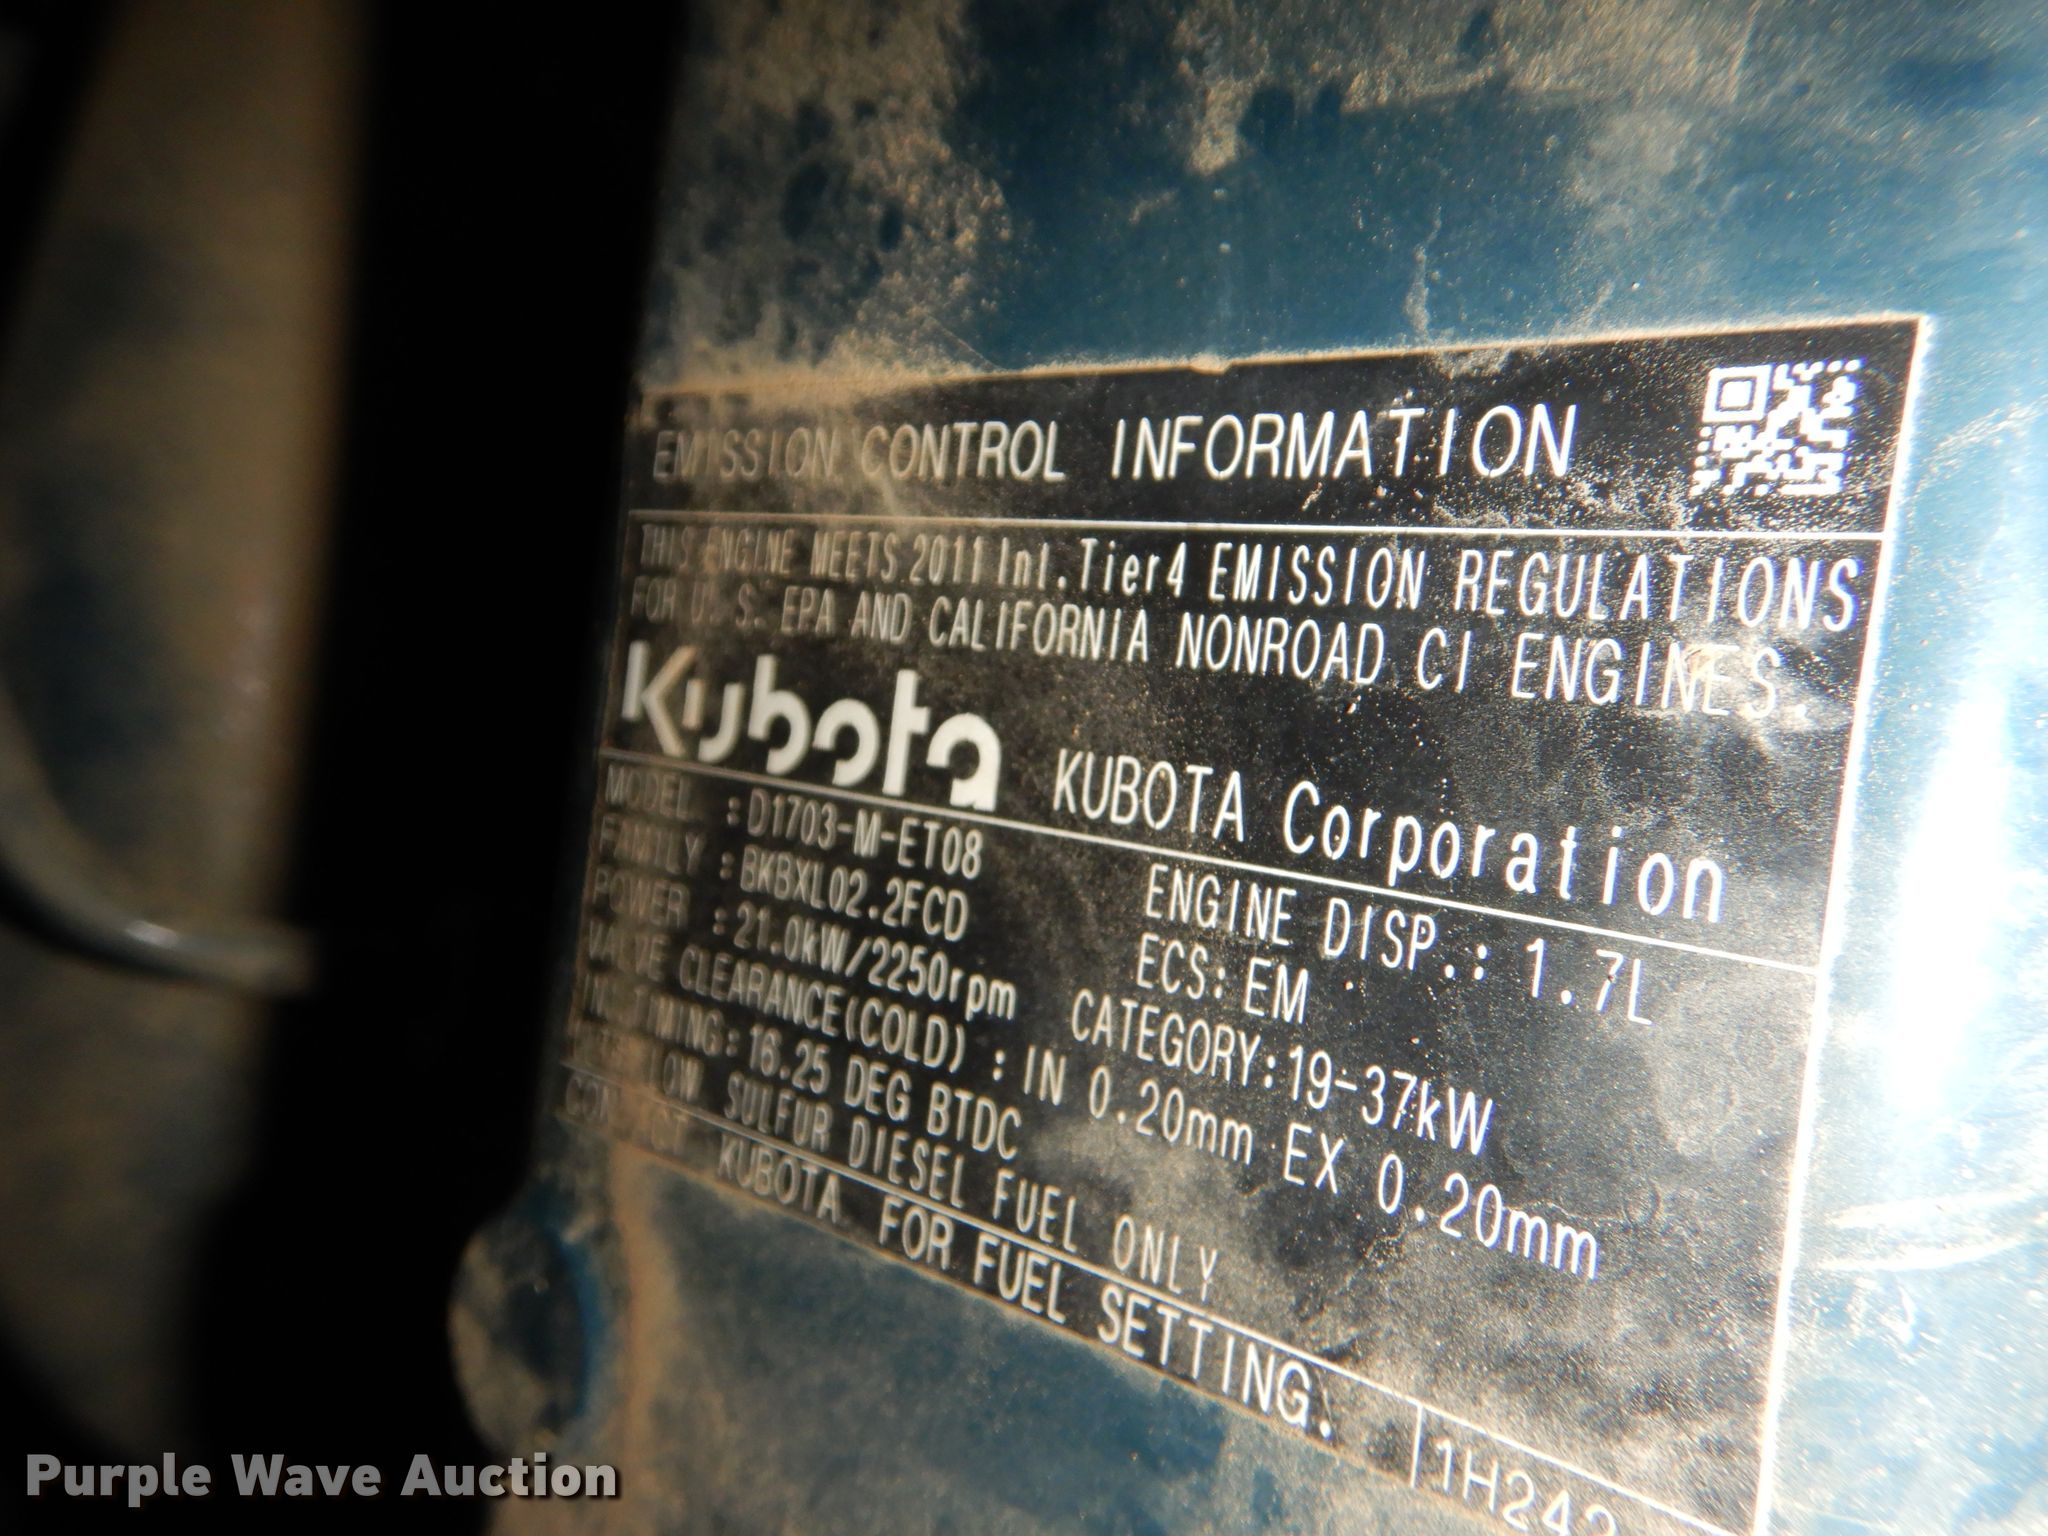 EMISSION CONTROL INFORMATION
THIS ENGINE MEETS 2011 Int. Tier4 EMISSION REGULATIONS
FOR U. S. EPA AND CALIFORNIA NONROAD CI ENGINES.
Kubota KUBOTA Corporation
MODEL : D1703-M-ET08 ENGINE DISP.: 1.7L
FAMILY : BKBXL02.2FCD ECS: EM
POWER : 21.0kW/2250rpm CATEGORY: 19-37kW
VALVE CLEARANCE(COLD) : IN 0.20mm EX 0.20mm
TIMING: 16.25 DEG BTDC
LOW SULFUR DIESEL FUEL ONLY
CONTACT KUBOTA FOR FUEL SETTING.
1H242
Purple Wave Auction